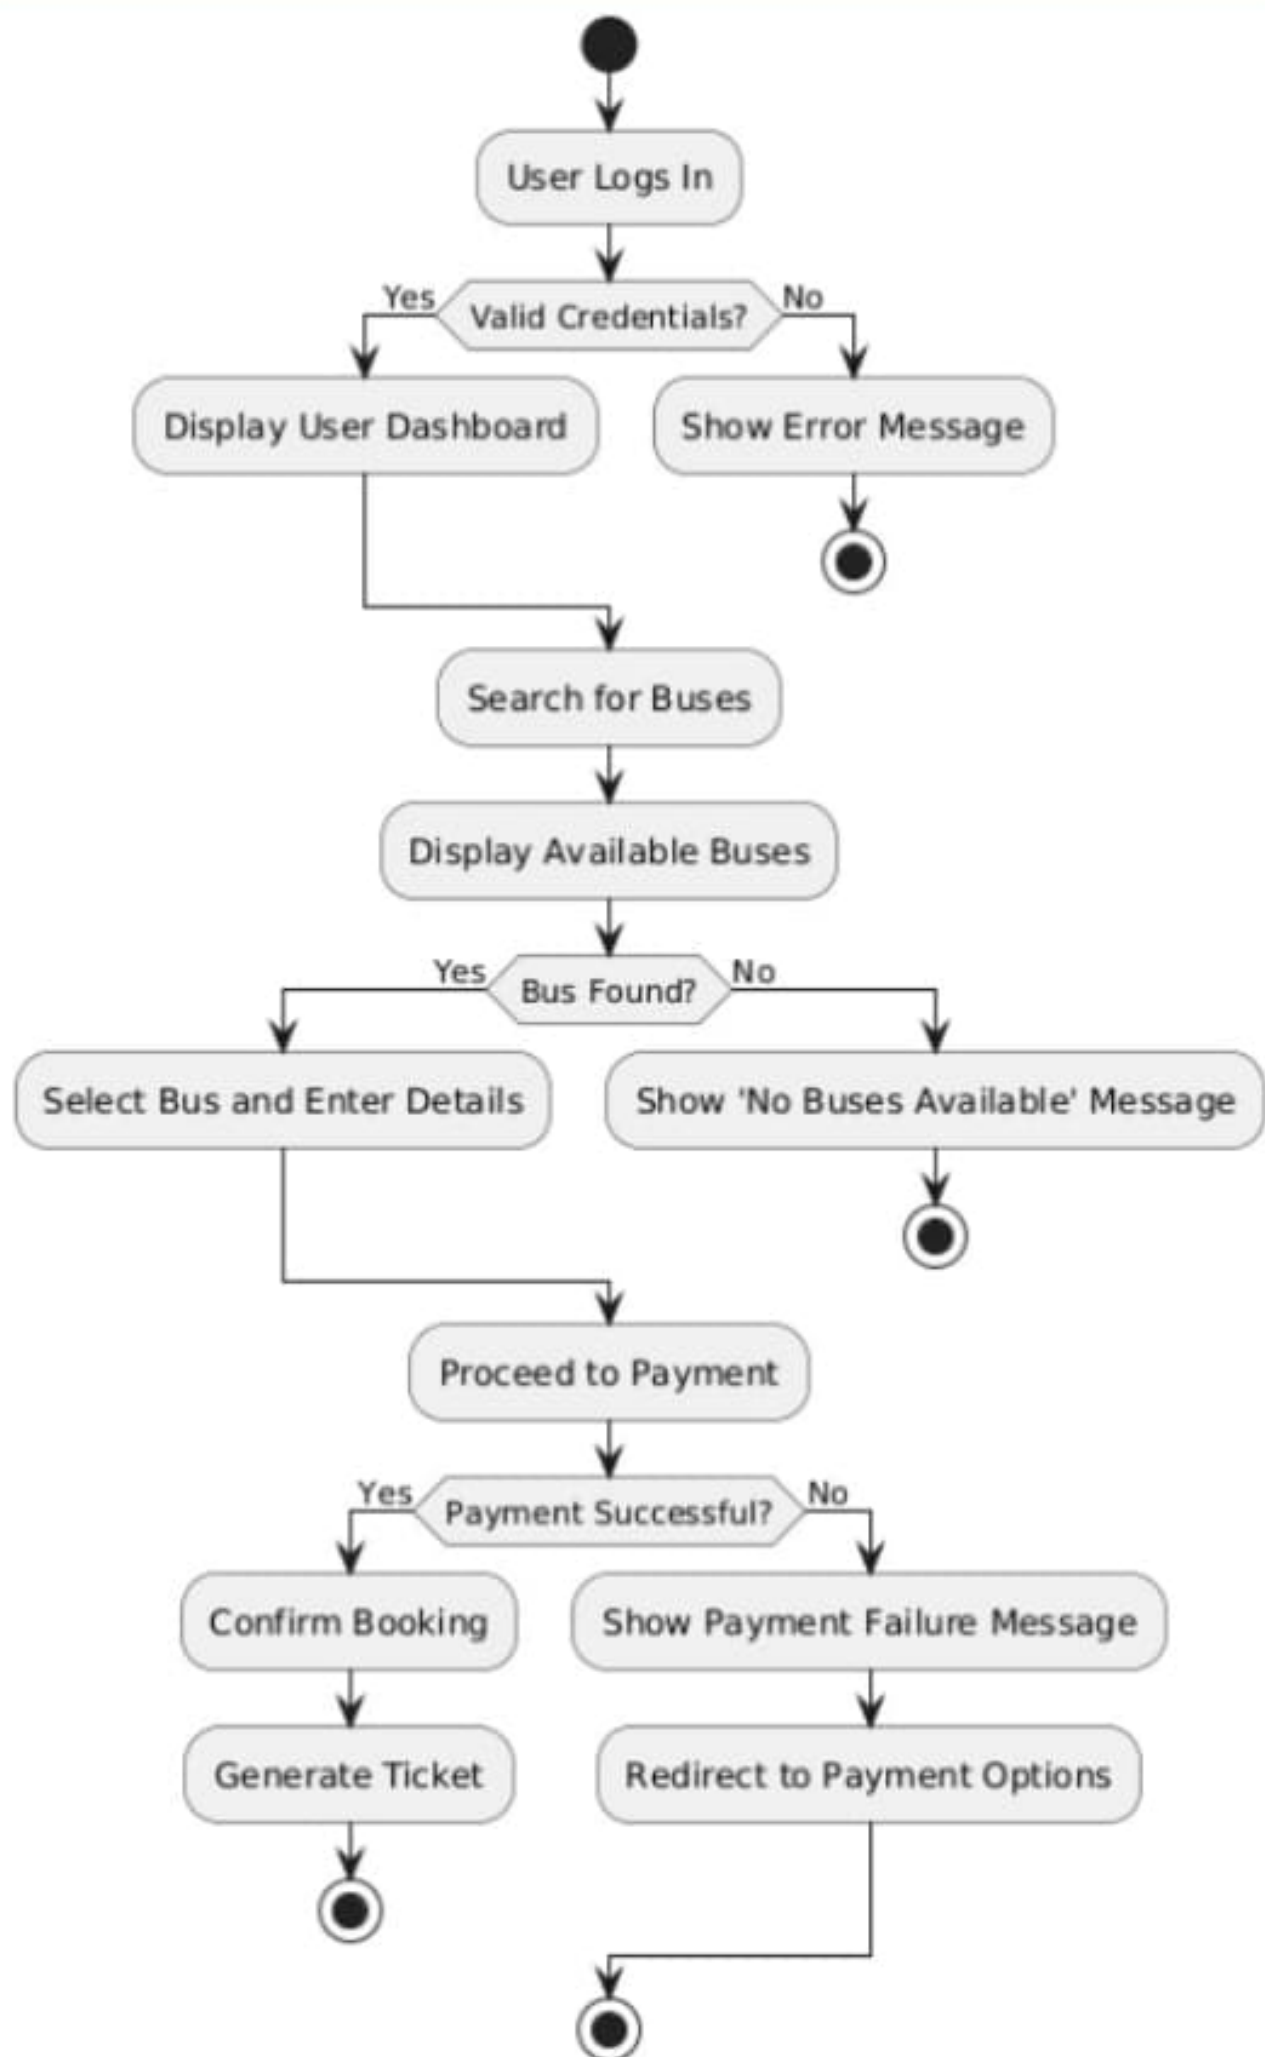 User Logs In
Yes
Valid Credentials?
No
Display User Dashboard
Show Error Message
Search for Buses
Display Available Buses
Yes
Bus Found?
No
Select Bus and Enter Details
Show 'No Buses Available' Message
Proceed to Payment
Yes
Payment Successful?
No
Confirm Booking
Show Payment Failure Message
Generate Ticket
Redirect to Payment Options